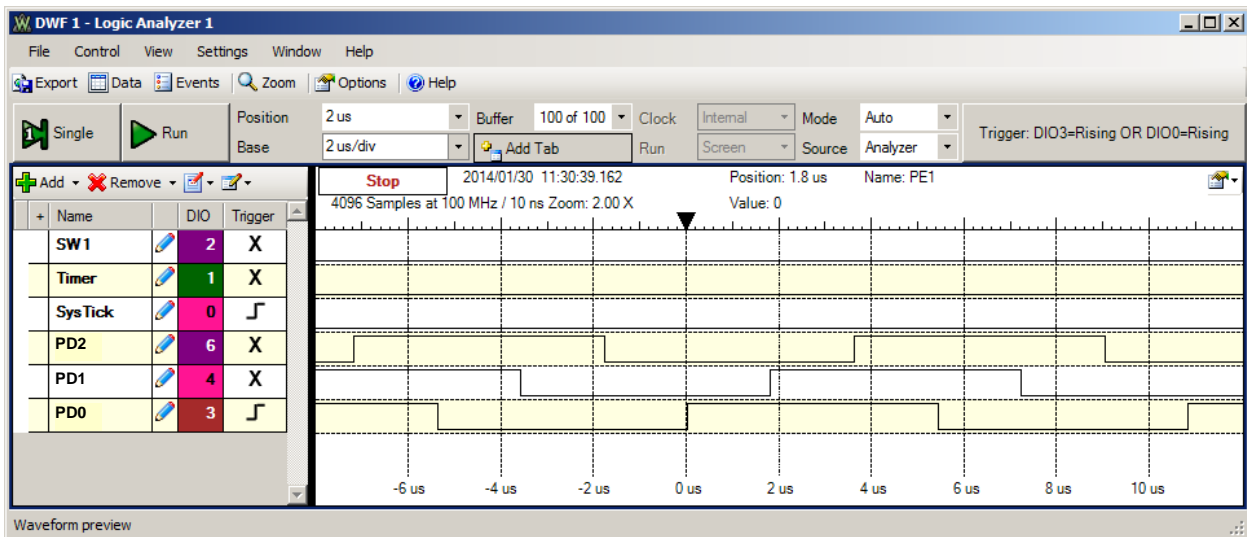 DWF 1 - Logic Analyzer 1
File Control View Settings Window Help
Export Data Events Zoom Options Help
Single Run Position 2 us Buffer 100 of 100 Clock Internal Mode Auto Trigger: DIO3=Rising OR DIO0=Rising
Base 2 us/div Add Tab Run Screen Source Analyzer
Add Remove Stop 2014/01/30 11:30:39.162 Position: 1.8 us Name: PE1
4096 Samples at 100 MHz / 10 ns Zoom: 2.00 X Value: 0
+ Name DIO Trigger
SW1 2 X
Timer 1 X
SysTick 0
PD2 6 X
PD1 4 X
PD0 3
-6 us -4 us -2 us 0 us 2 us 4 us 6 us 8 us 10 us
Waveform preview